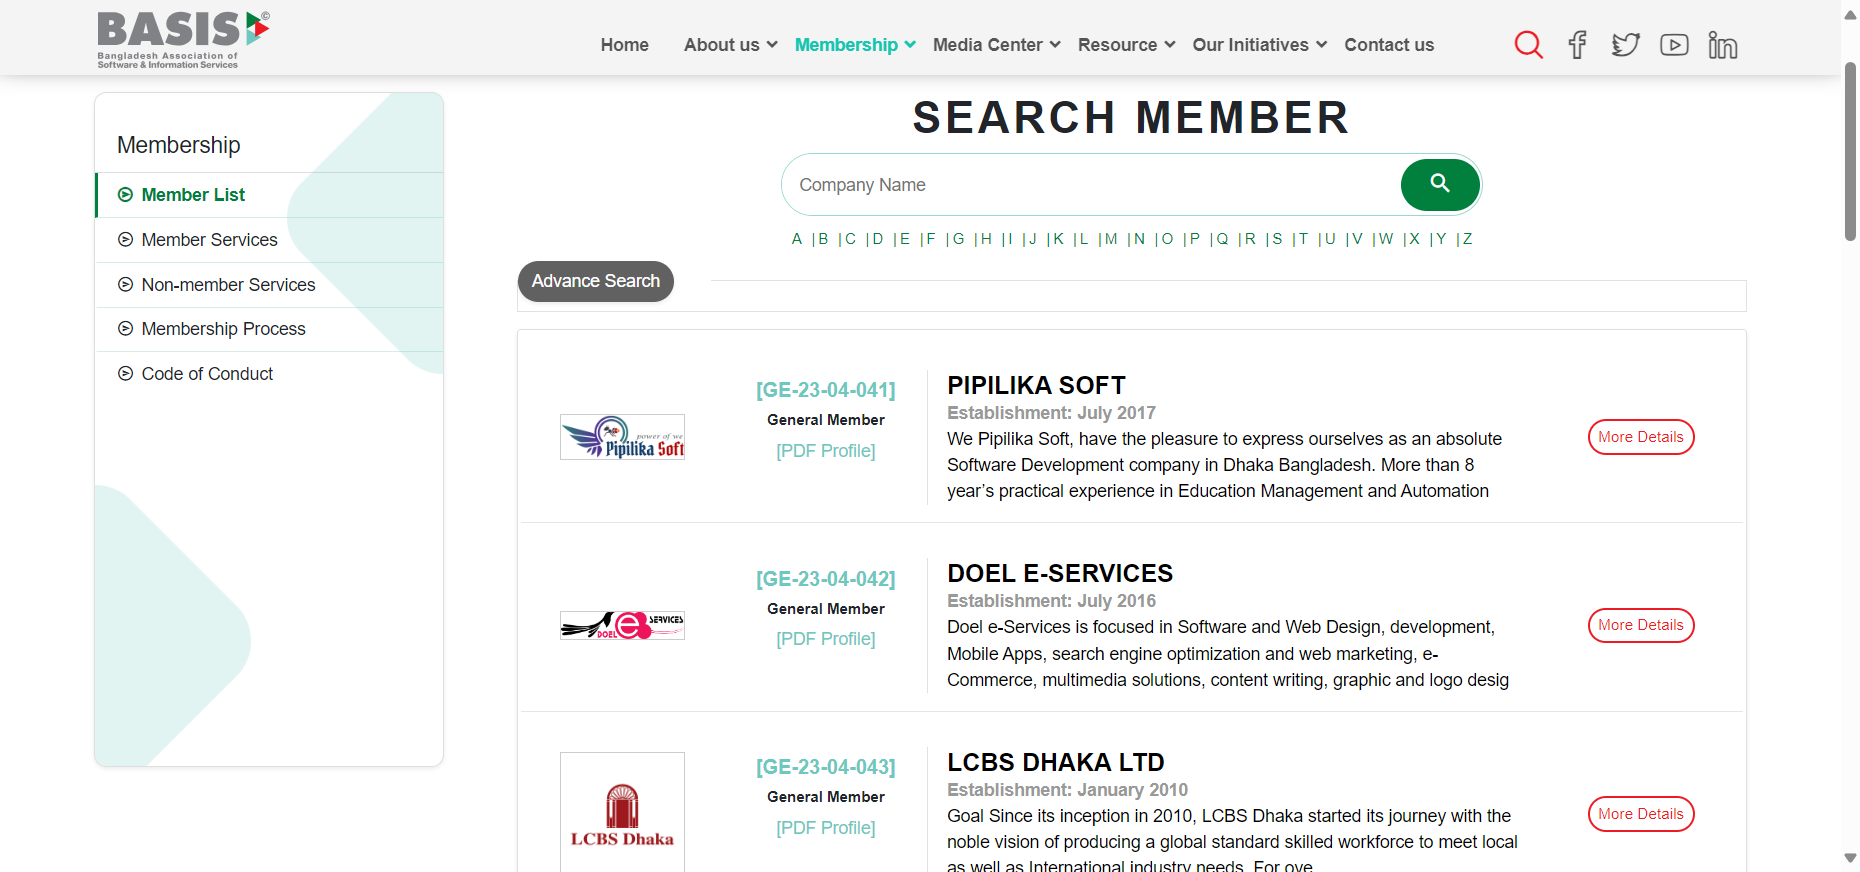 BASIS©
Bangladesh Association of
Software & Information Services
Home About us Membership Media Center Resource Our Initiatives Contact us
Membership
Member List
Member Services
Non-member Services
Membership Process
Code of Conduct
SEARCH MEMBER
Company Name
A |B |C |D |E |F |G |H |I |J |K |L |M |N |O |P |Q |R |S |T |U |V |W |X |Y |Z
Advance Search
power of we
Pipilika Soft
[GE-23-04-041]
General Member
[PDF Profile]
PIPILIKA SOFT
Establishment: July 2017
We Pipilika Soft, have the pleasure to express ourselves as an absolute
Software Development company in Dhaka Bangladesh. More than 8
year’s practical experience in Education Management and Automation
More Details
DOEL e SERVICES
[GE-23-04-042]
General Member
[PDF Profile]
DOEL E-SERVICES
Establishment: July 2016
Doel e-Services is focused in Software and Web Design, development,
Mobile Apps, search engine optimization and web marketing, e-
Commerce, multimedia solutions, content writing, graphic and logo desig
More Details
LCBS Dhaka
[GE-23-04-043]
General Member
[PDF Profile]
LCBS DHAKA LTD
Establishment: January 2010
Goal Since its inception in 2010, LCBS Dhaka started its journey with the
noble vision of producing a global standard skilled workforce to meet local
as well as International industry needs. For ove
More Details